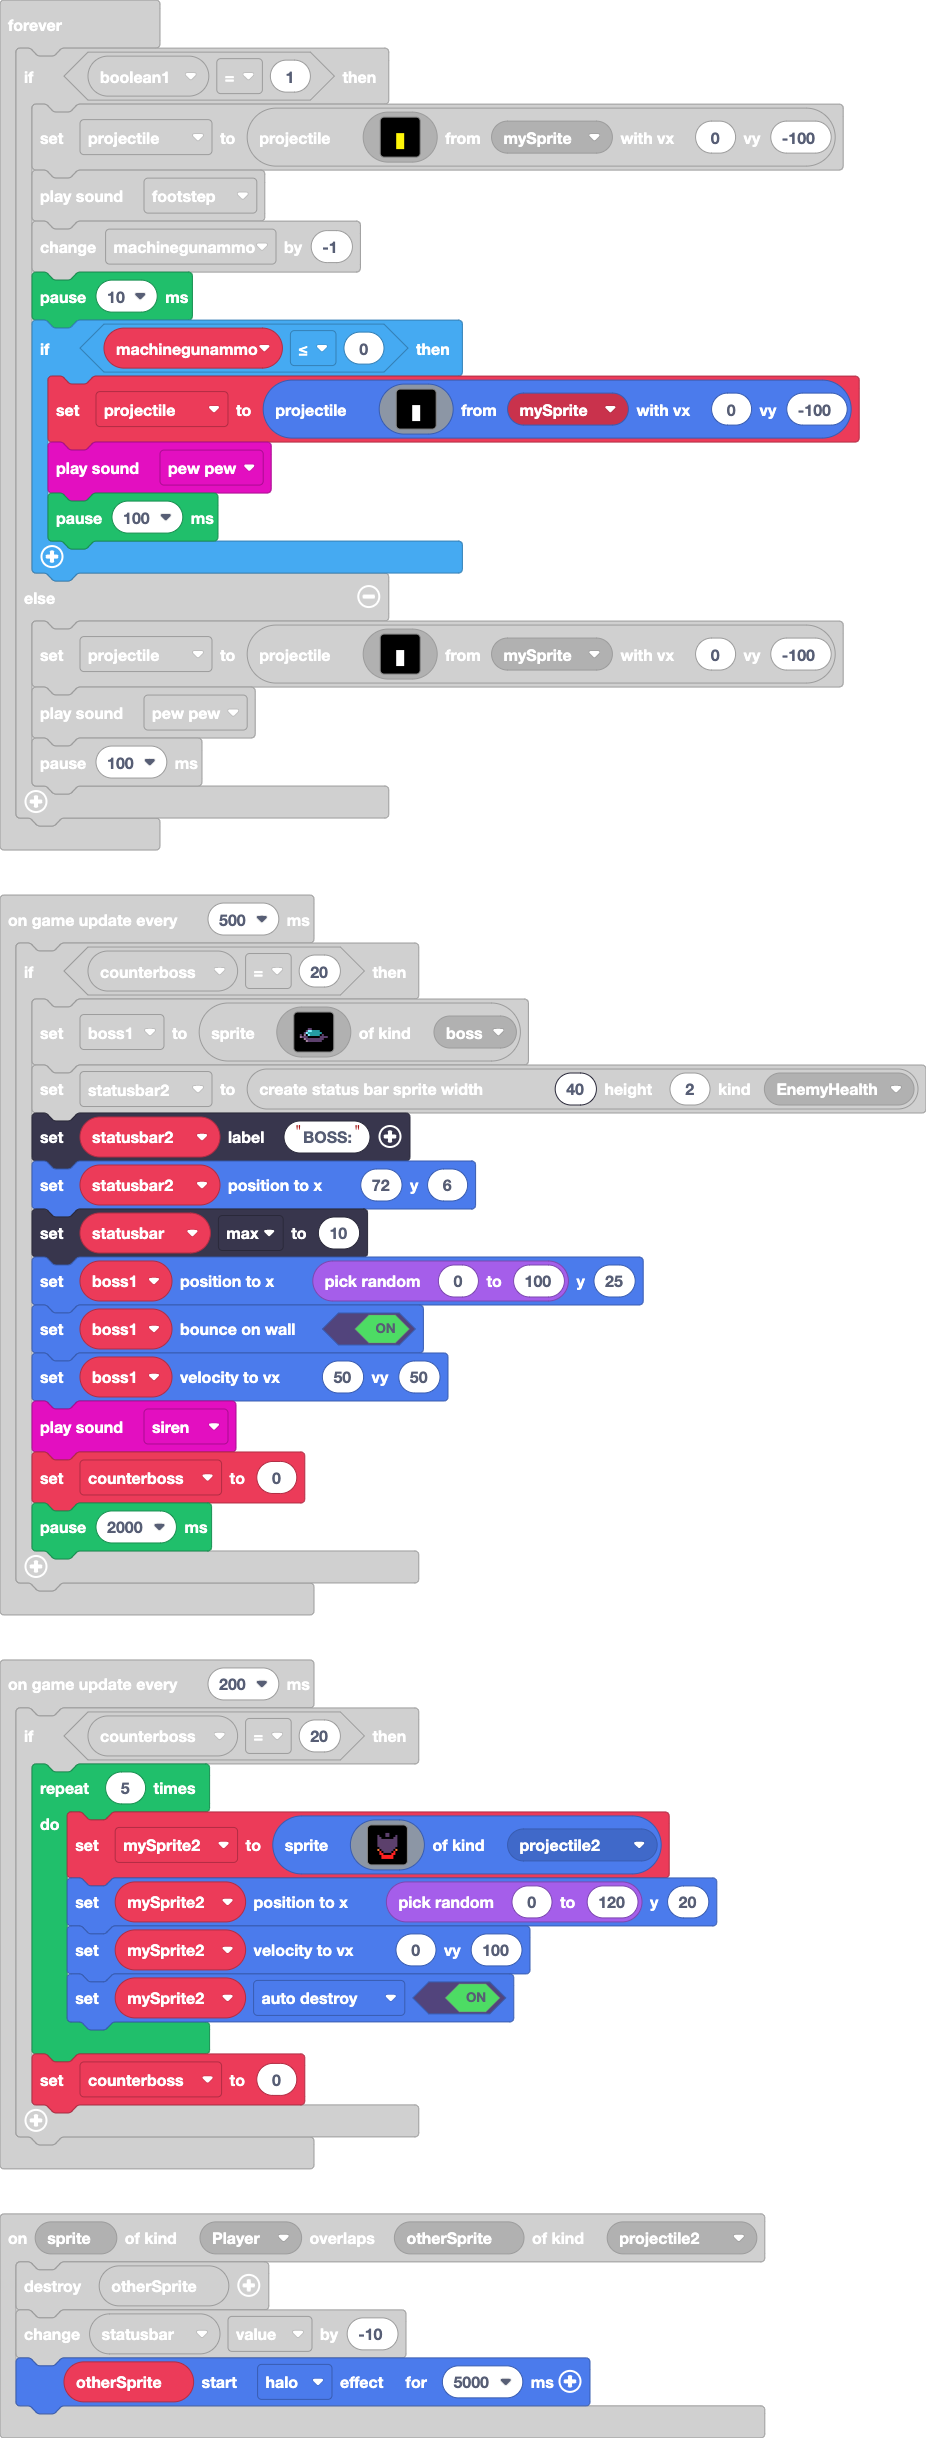 forever
if boolean1 = 1 then
set projectile to projectile from mySprite with vx 0 vy -100
play sound footstep
change machinegunammo by -1
pause 10 ms
if machinegunammo ≤ 0 then
set projectile to projectile from mySprite with vx 0 vy -100
play sound pew pew
pause 100 ms
else
set projectile to projectile from mySprite with vx 0 vy -100
play sound pew pew
pause 100 ms
on game update every 500 ms
if counterboss = 20 then
set boss1 to sprite of kind boss
set statusbar2 to create status bar sprite width 40 height 2 kind EnemyHealth
set statusbar2 label "BOSS:"
set statusbar2 position to x 72 y 6
set statusbar max to 10
set boss1 position to x pick random 0 to 100 y 25
set boss1 bounce on wall ON
set boss1 velocity to vx 50 vy 50
play sound siren
set counterboss to 0
pause 2000 ms
on game update every 200 ms
if counterboss = 20 then
repeat 5 times
do
set mySprite2 to sprite of kind projectile2
set mySprite2 position to x pick random 0 to 120 y 20
set mySprite2 velocity to vx 0 vy 100
set mySprite2 auto destroy ON
set counterboss to 0
on sprite of kind Player overlaps otherSprite of kind projectile2
destroy otherSprite
change statusbar value by -10
otherSprite start halo effect for 5000 ms